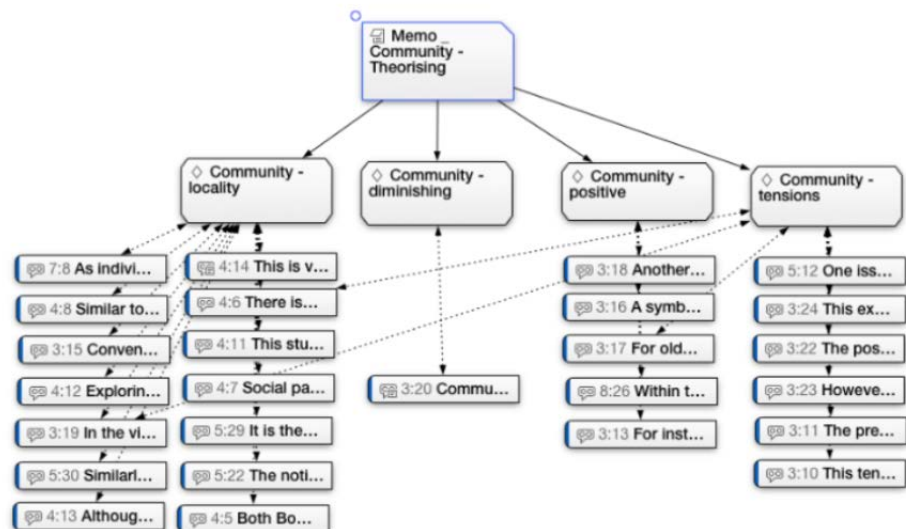 Memo _
Community -
Theorising
Community -
locality
Community -
diminishing
Community -
positive
Community -
tensions
7:8 As indivi...
4:8 Similar to...
3:15 Conven...
4:12 Explorin...
3:19 In the vi...
5:30 Similarl...
4:13 Althoug...
4:14 This is v...
4:6 There is...
4:11 This stu...
4:7 Social pa...
5:29 It is the...
5:22 The noti...
4:5 Both Bo...
3:20 Commu...
3:18 Another...
3:16 A symb...
3:17 For old...
8:26 Within t...
3:13 For inst...
5:12 One iss...
3:24 This ex...
3:22 The pos...
3:23 Howeve...
3:11 The pre...
3:10 This ten...